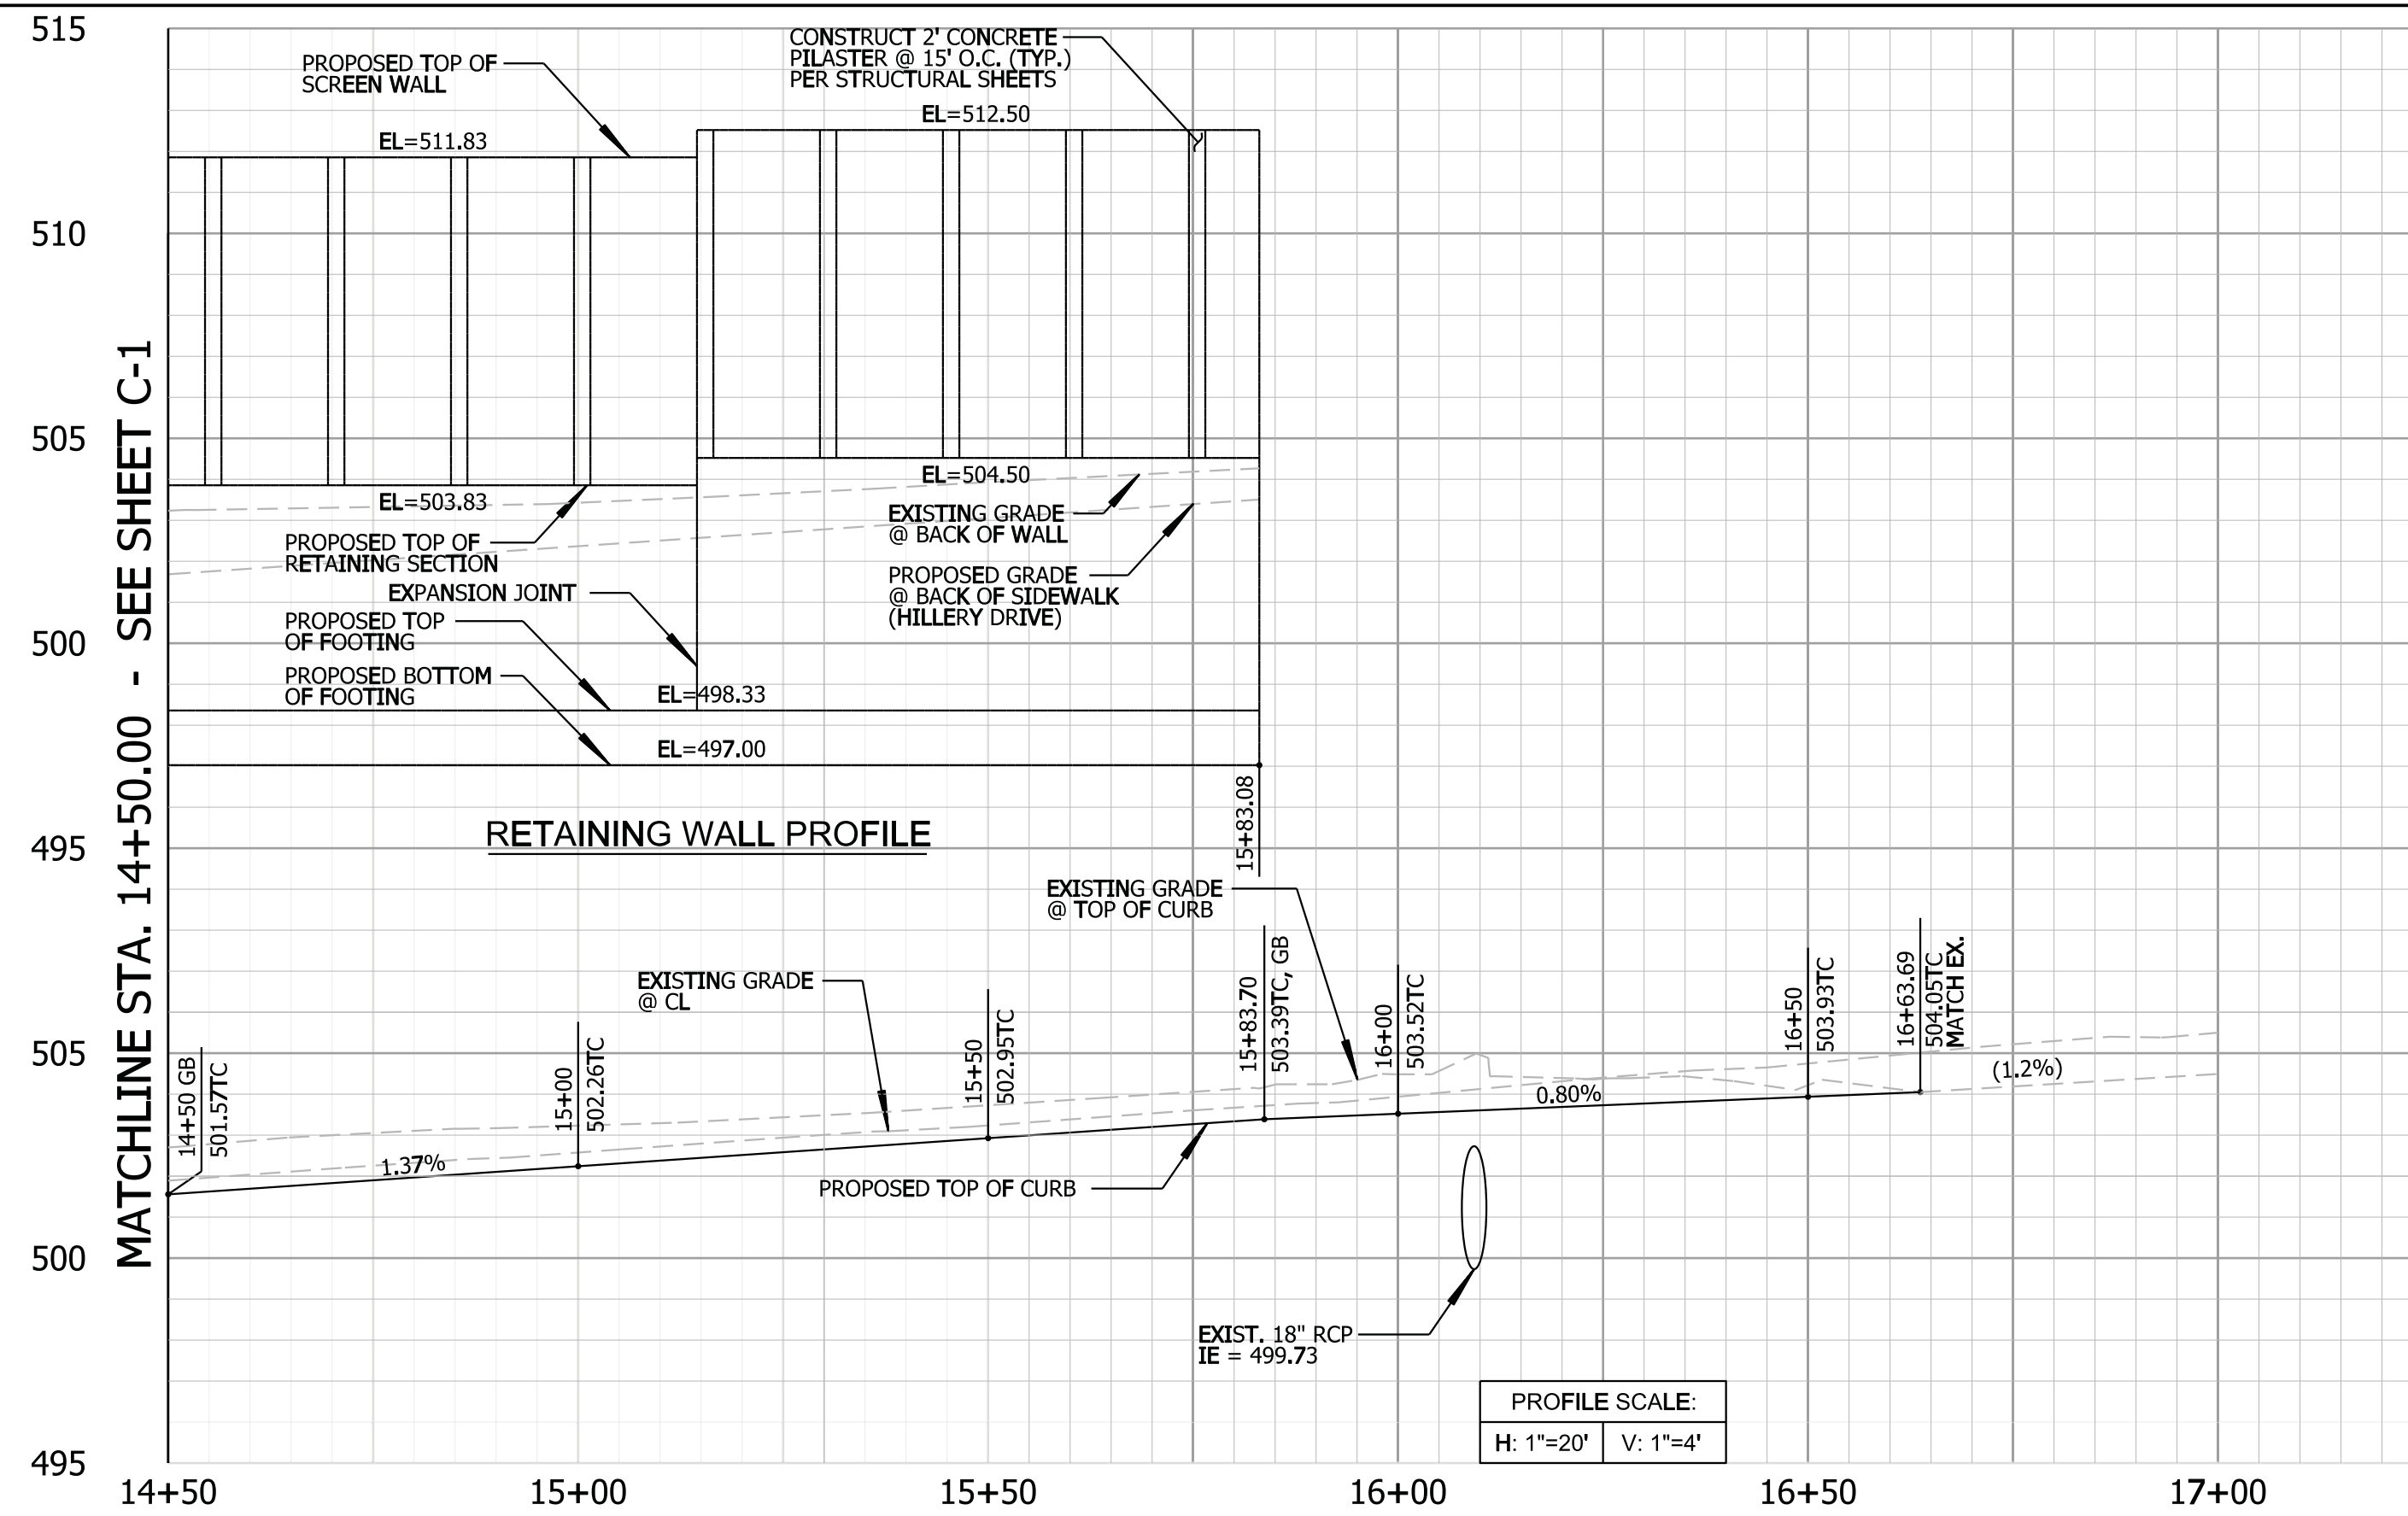 515
510
505
500
495
505
500
495
MATCHLINE STA. 14+50.00 - SEE SHEET C-1
PROPOSED TOP OF
SCREEN WALL
CONSTRUCT 2' CONCRETE
PILASTER @ 15' O.C. (TYP.)
PER STRUCTURAL SHEETS
EL=512.50
EL=511.83
EL=504.50
EL=503.83
EXISTING GRADE
@ BACK OF WALL
PROPOSED TOP OF
RETAINING SECTION
PROPOSED GRADE
@ BACK OF SIDEWALK
(HILLERY DRIVE)
EXPANSION JOINT
PROPOSED TOP
OF FOOTING
PROPOSED BOTTOM
OF FOOTING
EL=498.33
EL=497.00
15+83.08
RETAINING WALL PROFILE
EXISTING GRADE
@ TOP OF CURB
EXISTING GRADE
@ CL
14+50 GB
501.57TC
15+00
502.26TC
15+50
502.95TC
15+83.70
503.39TC, GB
16+00
503.52TC
16+50
503.93TC
16+63.69
504.05TC
MATCH EX.
1.37%
0.80%
(1.2%)
PROPOSED TOP OF CURB
EXIST. 18" RCP
IE = 499.73
PROFILE SCALE:
H: 1"=20'
V: 1"=4'
14+50
15+00
15+50
16+00
16+50
17+00